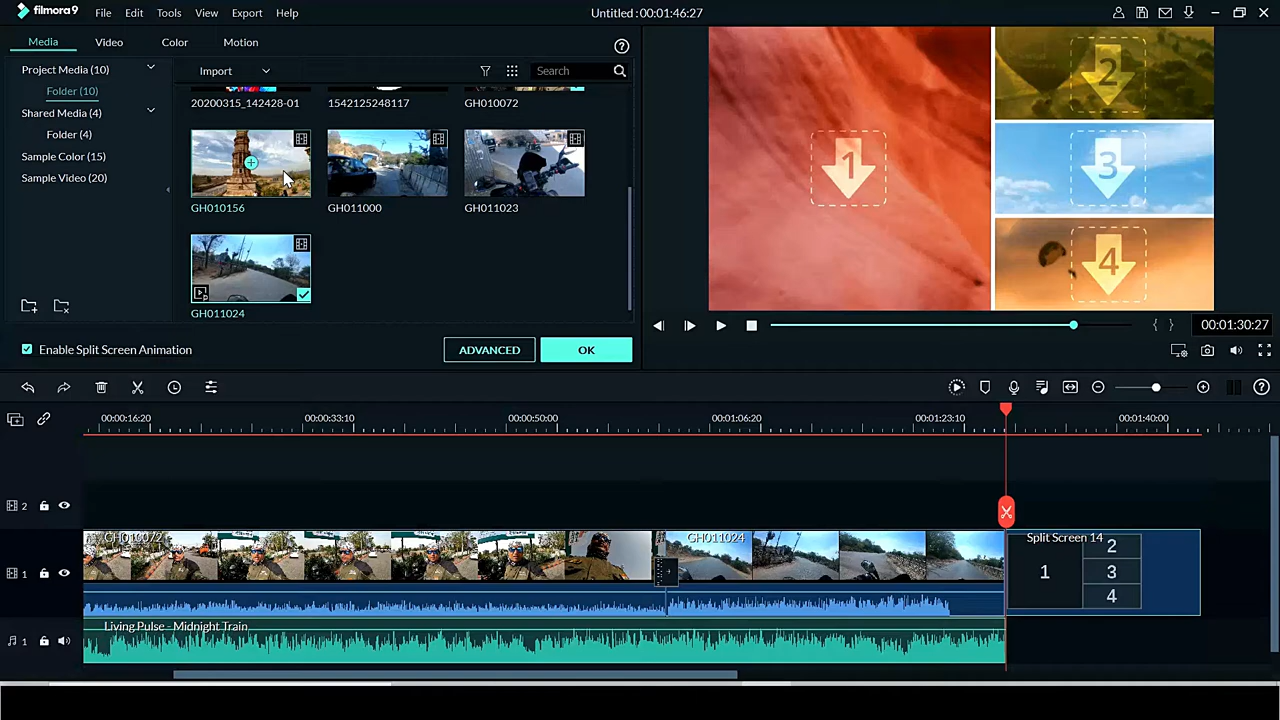 filmora9 File Edit Tools View Export Help Untitled : 00:01:46:27
Media Video Color Motion
Import Search
Project Media (10)
Folder (10)
Shared Media (4)
Folder (4)
Sample Color (15)
Sample Video (20)
20200315_142428-01 1542125248117 GH010072
GH010156 GH011000 GH011023
GH011024
1
2
3
4
Enable Split Screen Animation ADVANCED OK
00:01:30:27
00:00:16:20 00:00:33:10 00:00:50:00 00:01:06:20 00:01:23:10 00:01:40:00
2
1
GH010072 GH011024 Split Screen 14
1 2
3
4
1
Living Pulse - Midnight Train